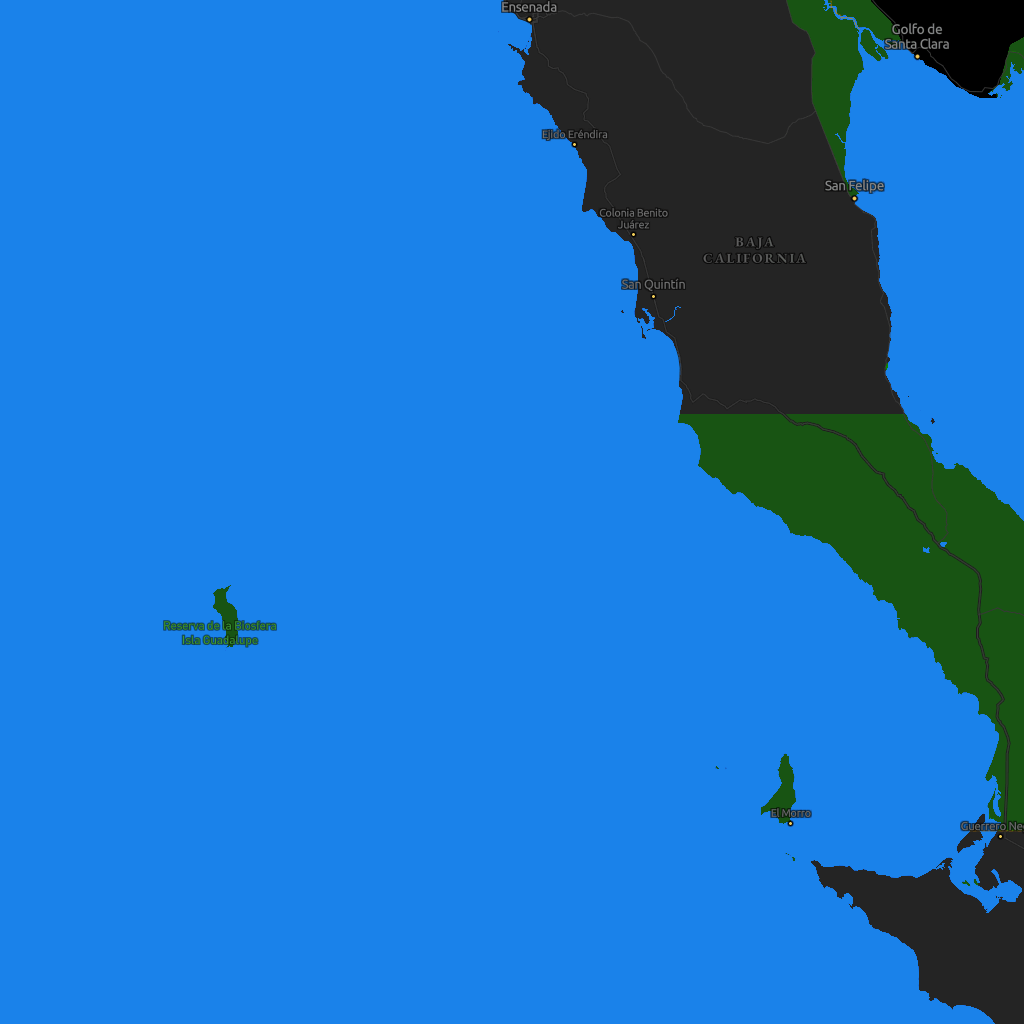 Ensenada
Golfo de
Santa Clara
Ejido Eréndira
San Felipe
Colonia Benito
Juárez
BAJA
CALIFORNIA
San Quintín
Reserva de la Biosfera
Isla Guadalupe
El Morro
Guerrero Neg